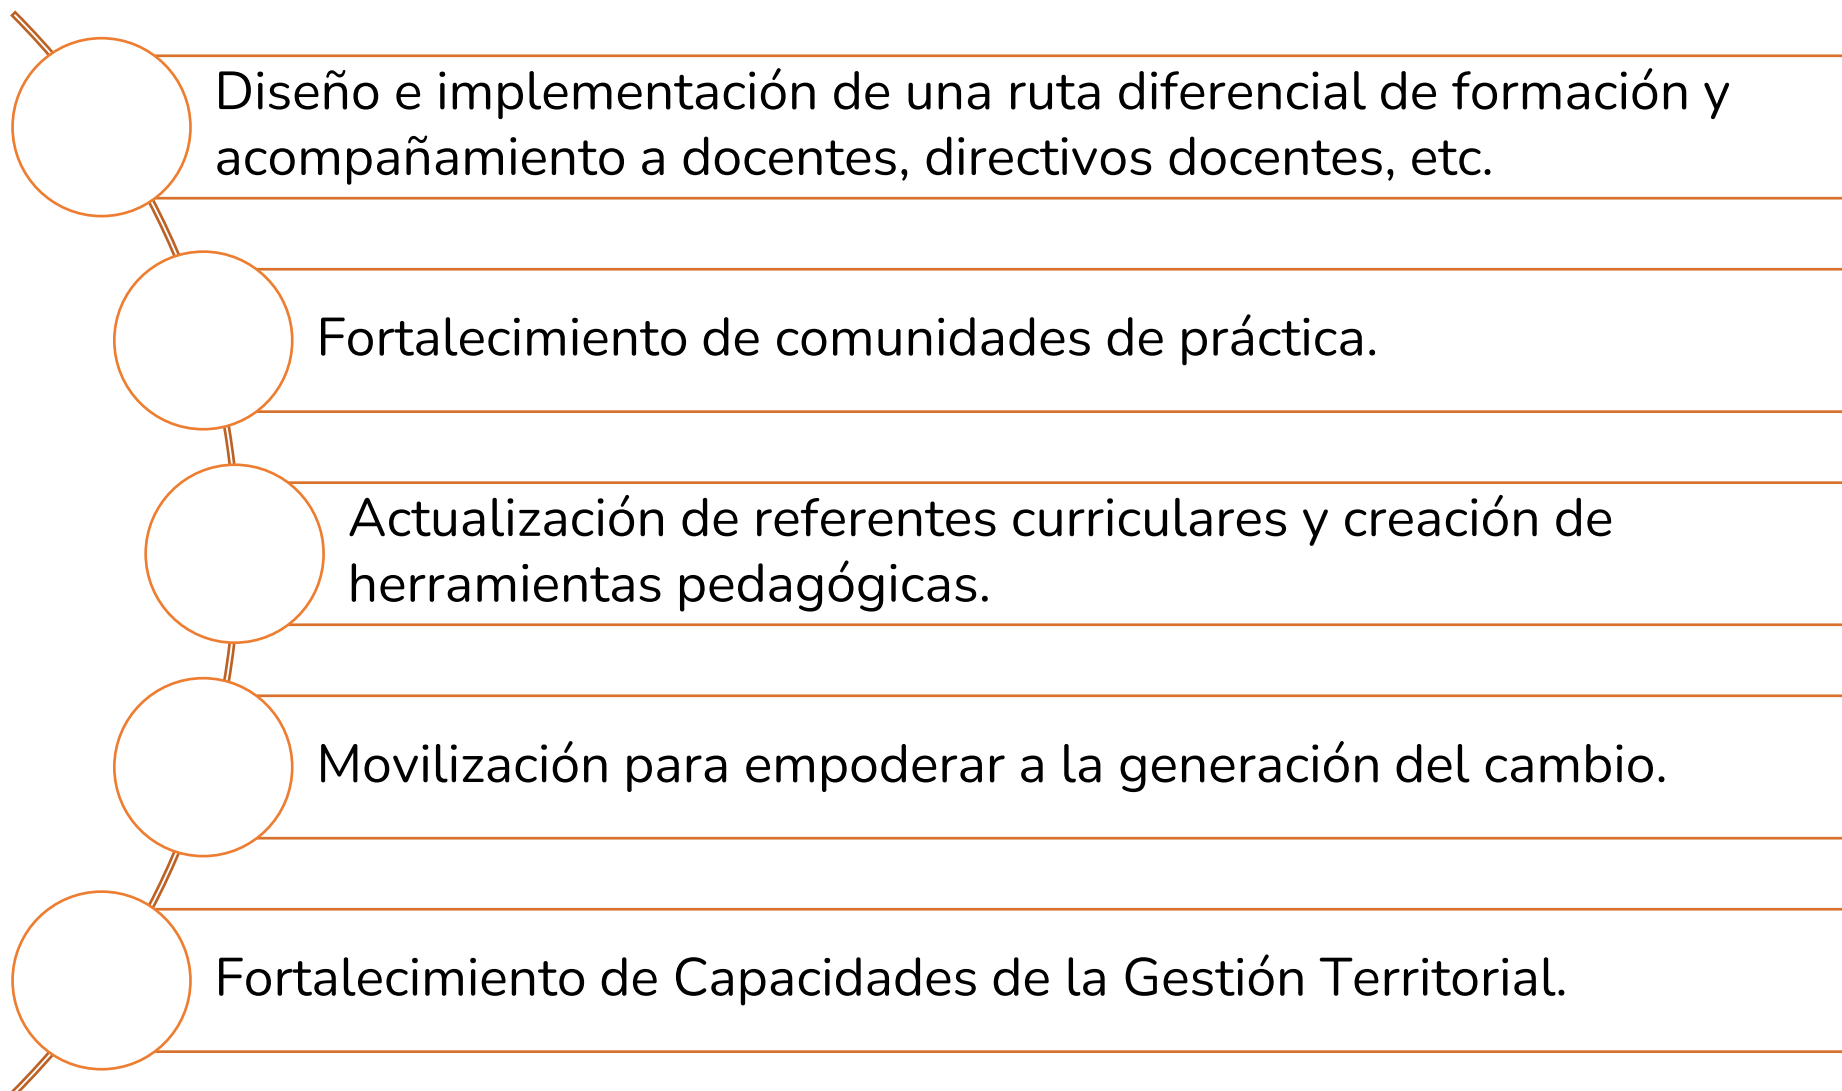 Diseño e implementación de una ruta diferencial de formación y
acompañamiento a docentes, directivos docentes, etc.
Fortalecimiento de comunidades de práctica.
Actualización de referentes curriculares y creación de
herramientas pedagógicas.
Movilización para empoderar a la generación del cambio.
Fortalecimiento de Capacidades de la Gestión Territorial.